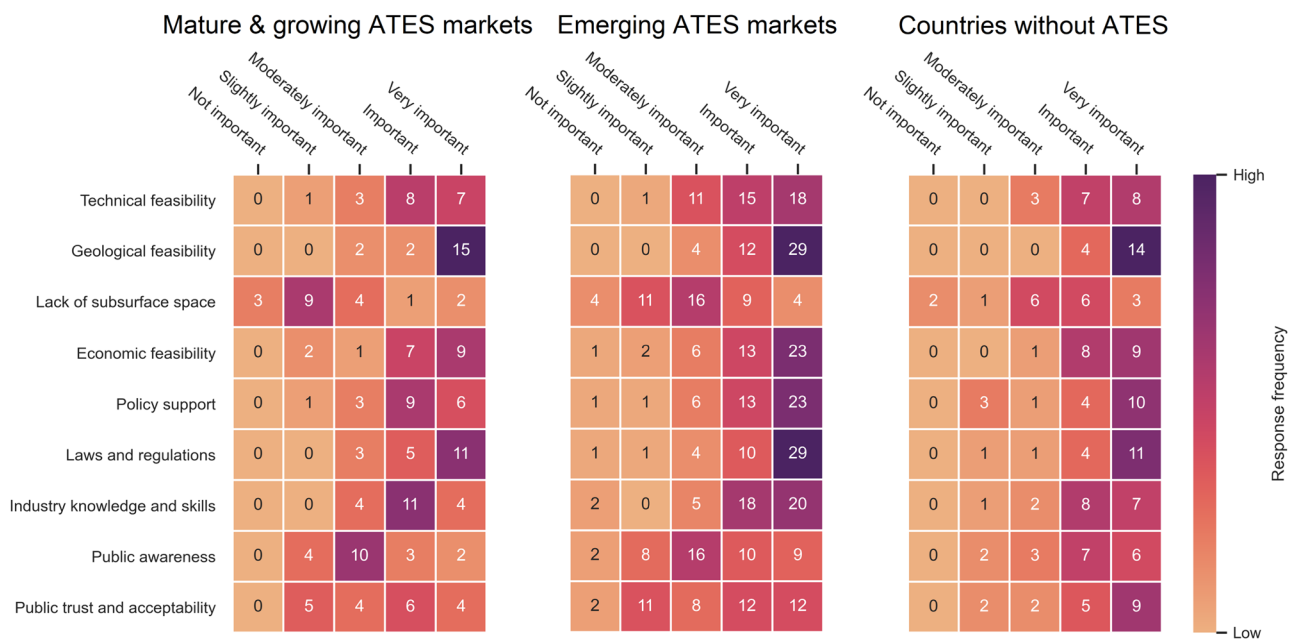 Mature & growing ATES markets Emerging ATES markets Countries without ATES
Not important Slightly important Moderately important Important Very important Not important Slightly important Moderately important Important Very important Not important Slightly important Moderately important Important Very important
High
Technical feasibility 0 1 3 8 7 0 1 11 15 18 0 0 3 7 8
Geological feasibility 0 0 2 2 15 0 0 4 12 29 0 0 0 4 14
Lack of subsurface space 3 9 4 1 2 4 11 16 9 4 2 1 6 6 3
Economic feasibility 0 2 1 7 9 1 2 6 13 23 0 0 1 8 9
Policy support 0 1 3 9 6 1 1 6 13 23 0 3 1 4 10
Laws and regulations 0 0 3 5 11 1 1 4 10 29 0 1 1 4 11
Industry knowledge and skills 0 0 4 11 4 2 0 5 18 20 0 1 2 8 7
Public awareness 0 4 10 3 2 2 8 16 10 9 0 2 3 7 6
Public trust and acceptability 0 5 4 6 4 2 11 8 12 12 0 2 2 5 9
Response frequency
Low